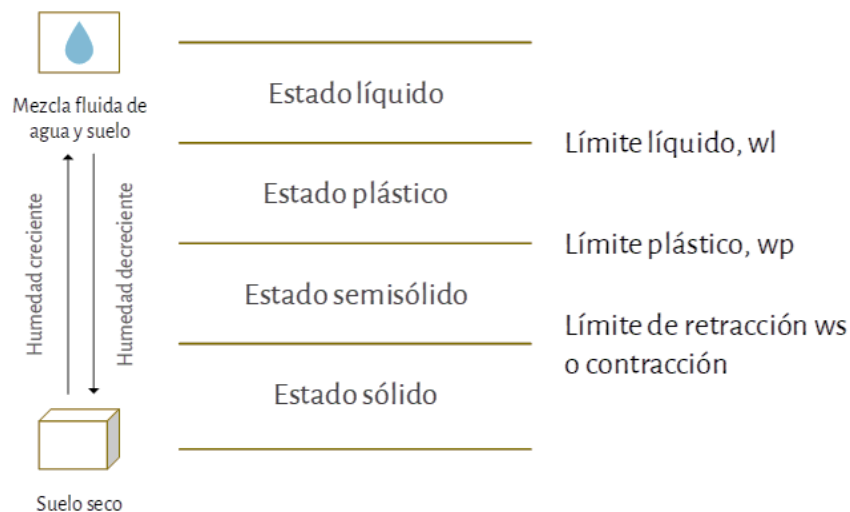 Mezcla fluida de
agua y suelo
Humedad creciente
Humedad decreciente
Suelo seco
Estado líquido
Estado plástico
Estado semisólido
Estado sólido
Límite líquido, wl
Límite plástico, wp
Límite de retracción ws
o contracción